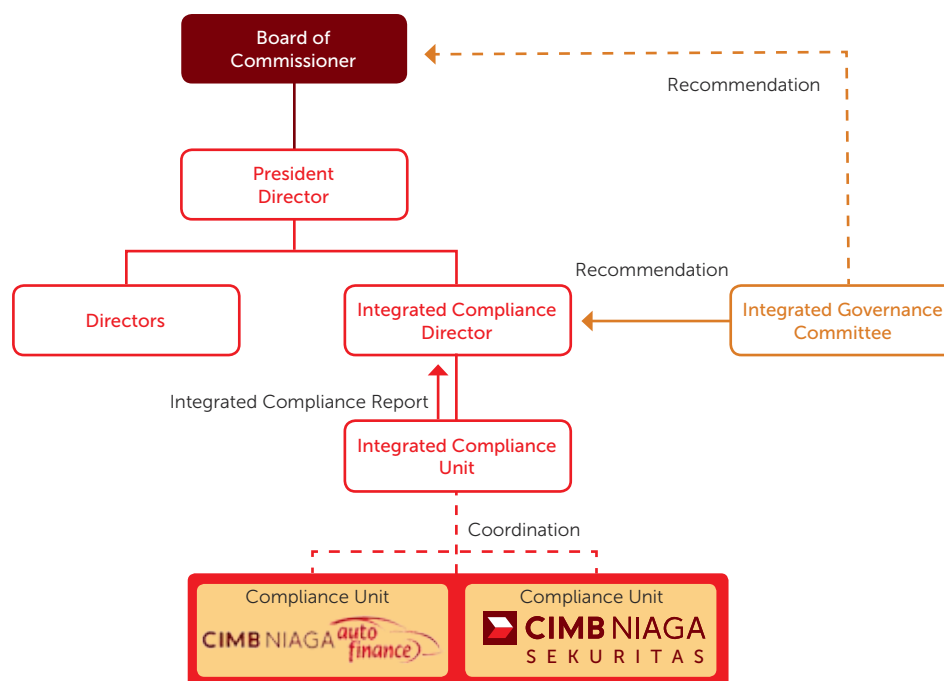 Board of
Commissioner
Recommendation
President
Director
Recommendation
Directors
Integrated Compliance
Director
Integrated Governance
Committee
Integrated Compliance Report
Integrated Compliance
Unit
Coordination
Compliance Unit
CIMB NIAGA auto
finance
Compliance Unit
CIMB NIAGA
SEKURITAS